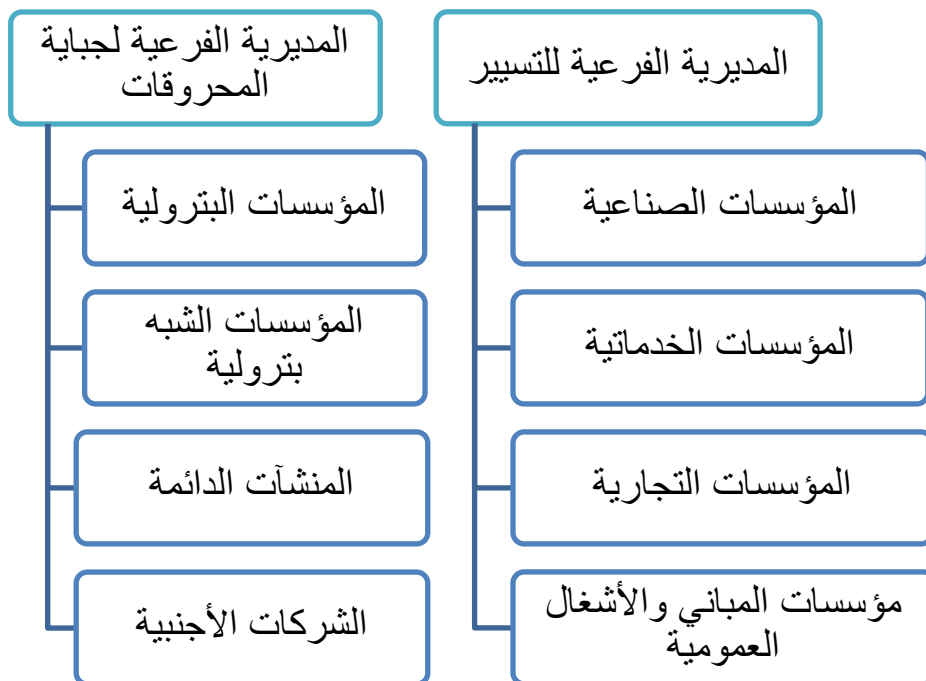 المديرية الفرعية للتسيير
المؤسسات الصناعية
المؤسسات الخدماتية
المؤسسات التجارية
مؤسسات المباني والأشغال
العمومية
المديرية الفرعية لجباية
المحروقات
المؤسسات البترولية
المؤسسات الشبه
بترولية
المنشآت الدائمة
الشركات الأجنبية